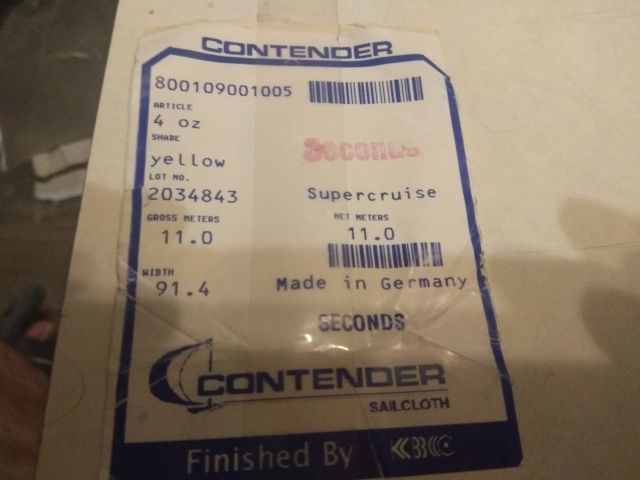 CONTENDER
800109001005
ARTICLE
4 oz
SHADE
Seconds
yellow
LOT NO.
2034843 Supercruise
GROSS METERS NET METERS
11.0 11.0
WIDTH
91.4 Made in Germany
SECONDS
CONTENDER
SAILCLOTH
Finished By